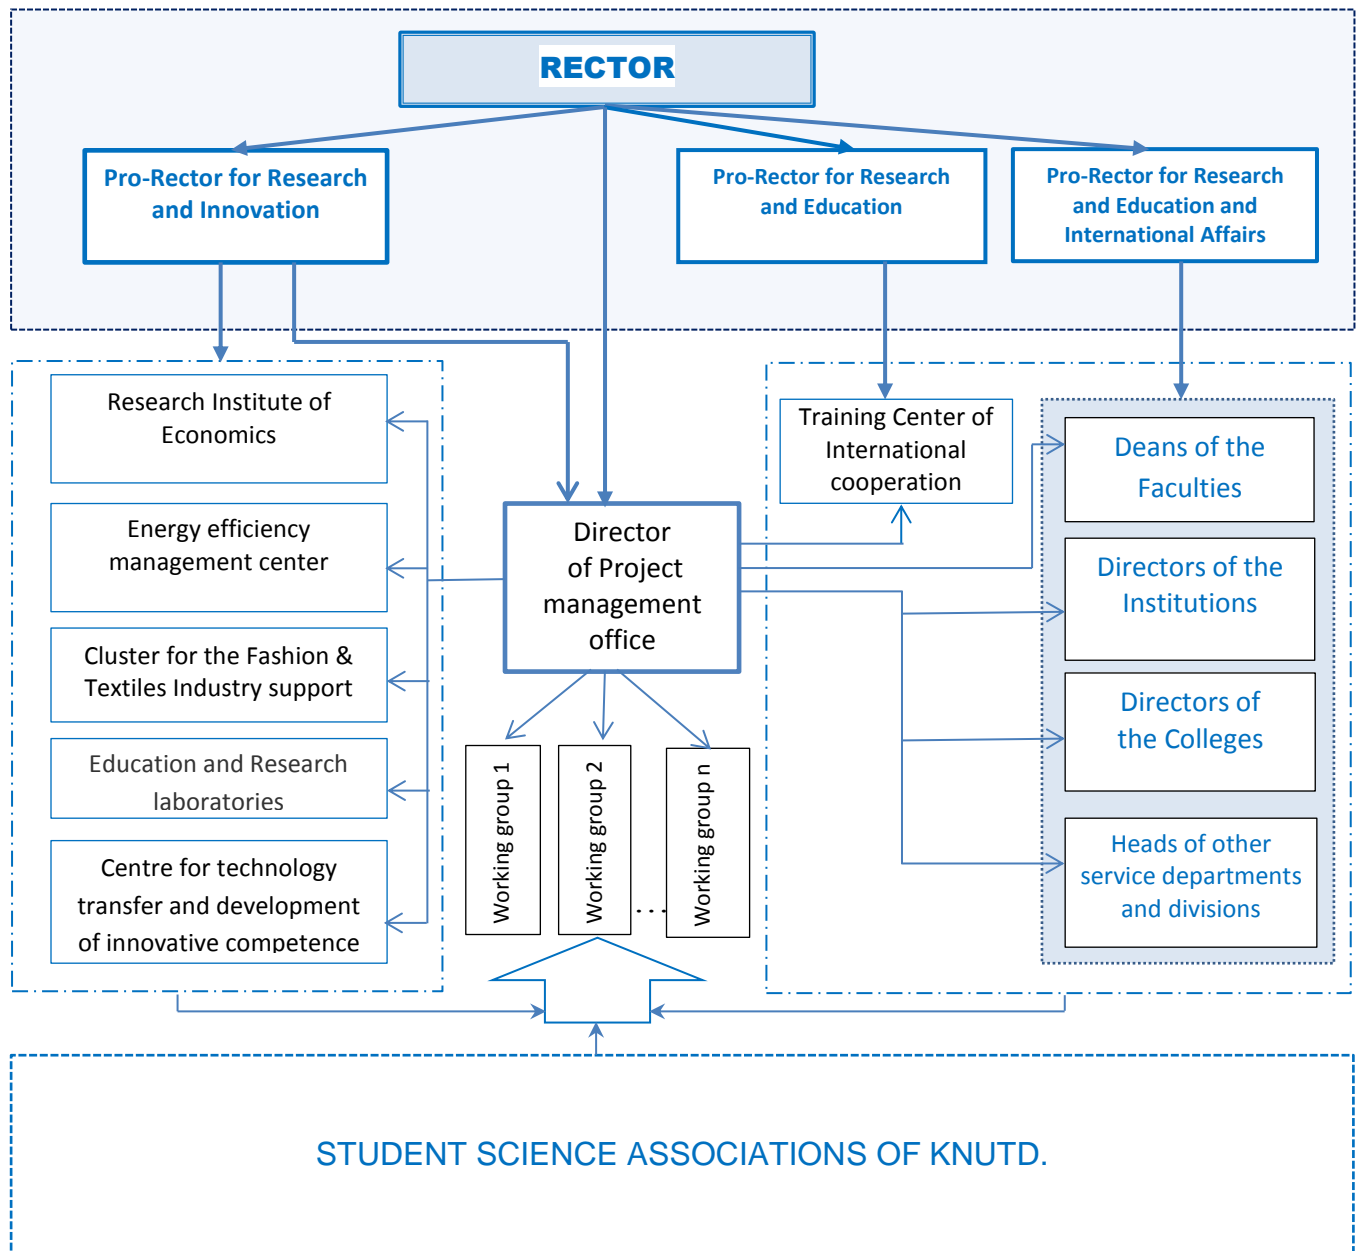 RECTOR
Pro-Rector for Research
and Innovation
Pro-Rector for Research
and Education
Pro-Rector for Research
and Education and
International Affairs
Research Institute of
Economics
Energy efficiency
management center
Cluster for the Fashion &
Textiles Industry support
Education and Research
laboratories
Centre for technology
transfer and development
of innovative competence
Director
of Project
management
office
Working group 1
Working group 2
...
Working group n
Training Center of
International
cooperation
Deans of the
Faculties
Directors of the
Institutions
Directors of
the Colleges
Heads of other
service departments
and divisions
STUDENT SCIENCE ASSOCIATIONS OF KNUTD.